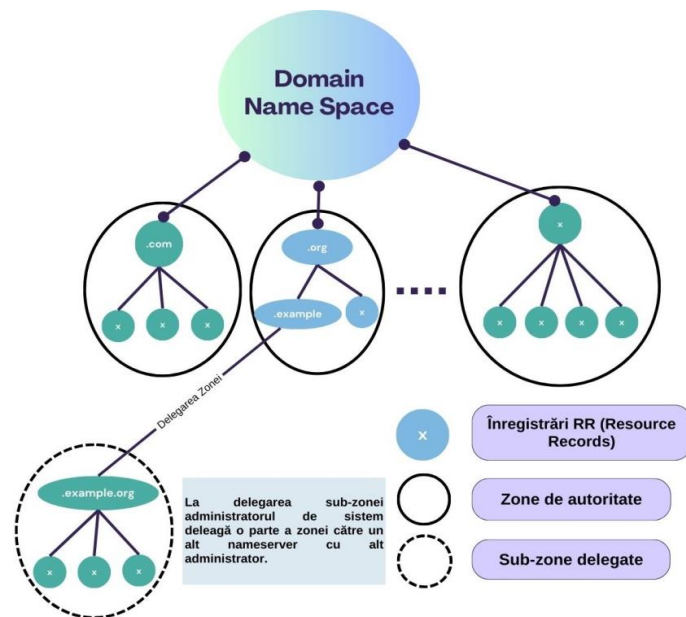 Domain
Name Space
.com
x
x
x
.org
.example
x
x
x
x
x
x
Delegarea Zonei
.example.org
x
x
x
La delegarea sub-zonei
administratorul de sistem
deleagă o parte a zonei către un
alt nameserver cu alt
administrator.
x
Înregistrări RR (Resource
Records)
Zone de autoritate
Sub-zone delegate